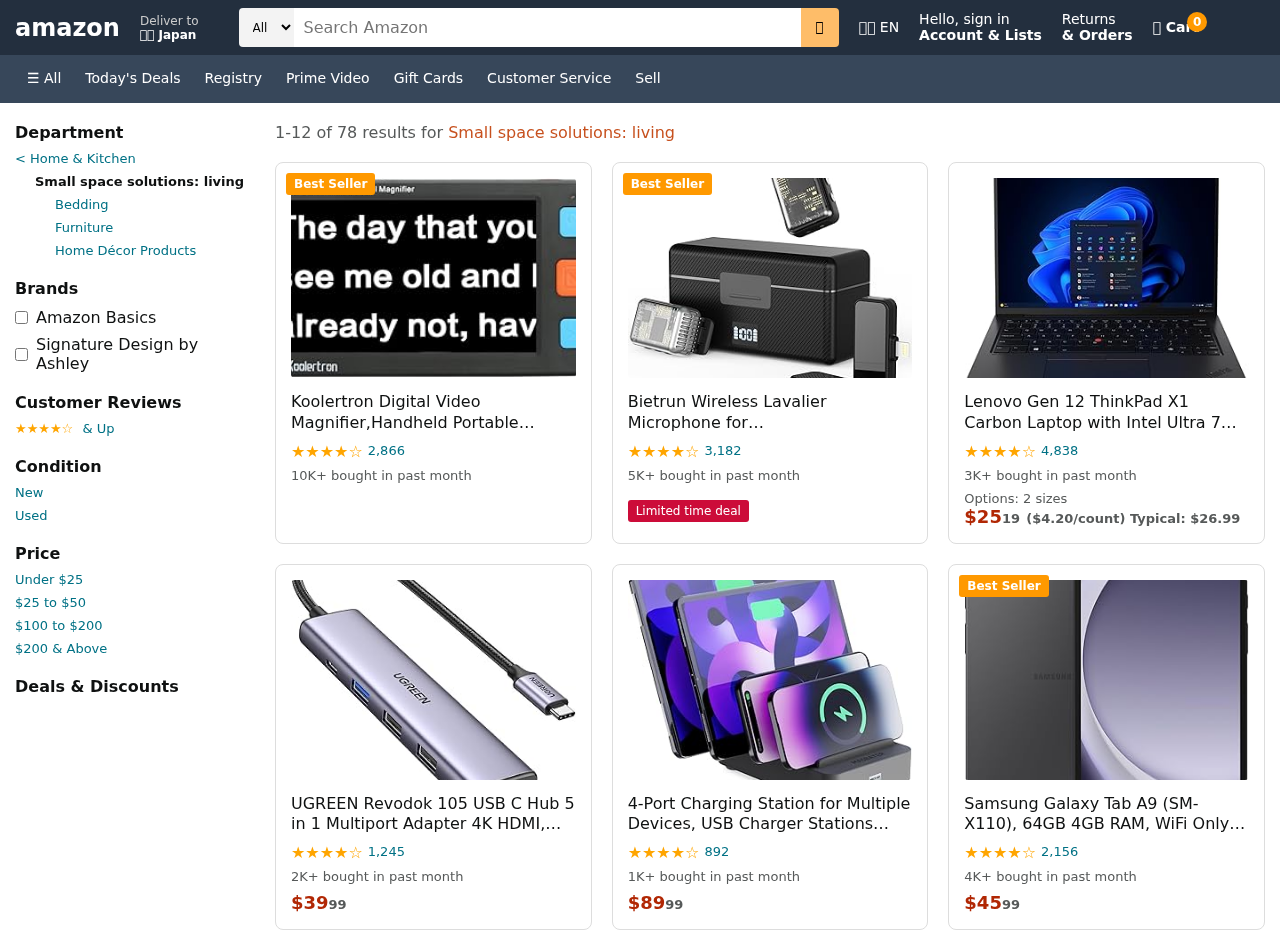 amazon
Deliver to
Japan
All
Search Amazon
EN
Hello, sign in
Account & Lists
Returns
& Orders
0
☰ All
Today's Deals
Registry
Prime Video
Gift Cards
Customer Service
Sell
Department
< Home & Kitchen
Small space solutions: living
Bedding
Furniture
Home Décor Products
Brands
Amazon Basics
Signature Design by
Ashley
Customer Reviews
★★★★☆ & Up
Condition
New
Used
Price
Under $25
$25 to $50
$100 to $200
$200 & Above
Deals & Discounts
1-12 of 78 results for Small space solutions: living
Best Seller
Magnifier
The day that you
see me old and
already not, hav
Koolertron
Koolertron Digital Video
Magnifier,Handheld Portable…
★★★★☆ 2,866
10K+ bought in past month
Best Seller
100
Bietrun Wireless Lavalier
Microphone for…
★★★★☆ 3,182
5K+ bought in past month
Limited time deal
Lenovo Gen 12 ThinkPad X1
Carbon Laptop with Intel Ultra 7…
★★★★☆ 4,838
3K+ bought in past month
Options: 2 sizes
$25 19 ($4.20/count) Typical: $26.99
UGREEN
UGREEN
UGREEN Revodok 105 USB C Hub 5
in 1 Multiport Adapter 4K HDMI,…
★★★★☆ 1,245
2K+ bought in past month
$39 99
4-Port Charging Station for Multiple
Devices, USB Charger Stations…
★★★★☆ 892
1K+ bought in past month
$89 99
Best Seller
SAMSUNG
Samsung Galaxy Tab A9 (SM-
X110), 64GB 4GB RAM, WiFi Only…
★★★★☆ 2,156
4K+ bought in past month
$45 99